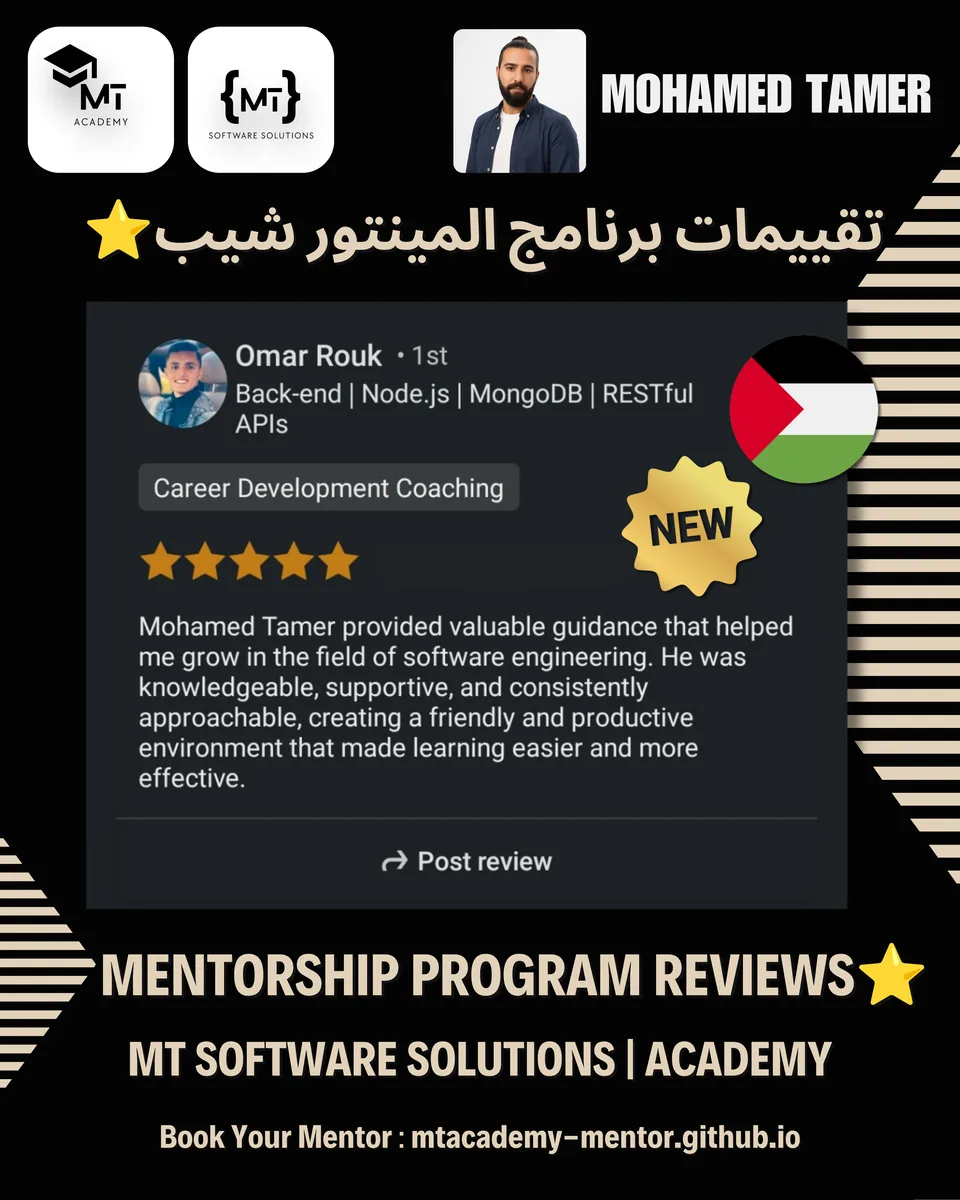 MT
ACADEMY
{MT}
SOFTWARE SOLUTIONS
MOHAMED TAMER
تقييمات برنامج المينتور شيب
Omar Rouk • 1st
Back-end | Node.js | MongoDB | RESTful
APIs
Career Development Coaching
NEW
Mohamed Tamer provided valuable guidance that helped
me grow in the field of software engineering. He was
knowledgeable, supportive, and consistently
approachable, creating a friendly and productive
environment that made learning easier and more
effective.
Post review
MENTORSHIP PROGRAM REVIEWS
MT SOFTWARE SOLUTIONS | ACADEMY
Book Your Mentor : mtacademy-mentor.github.io